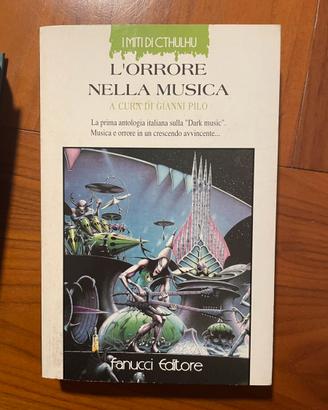 I MITI DI CTHULHU
L'ORRORE
NELLA MUSICA
A CURA DI GIANNI PILO
La prima antologia italiana sulla "Dark music".
Musica e orrore in un crescendo avvincente...
Fanucci Editore